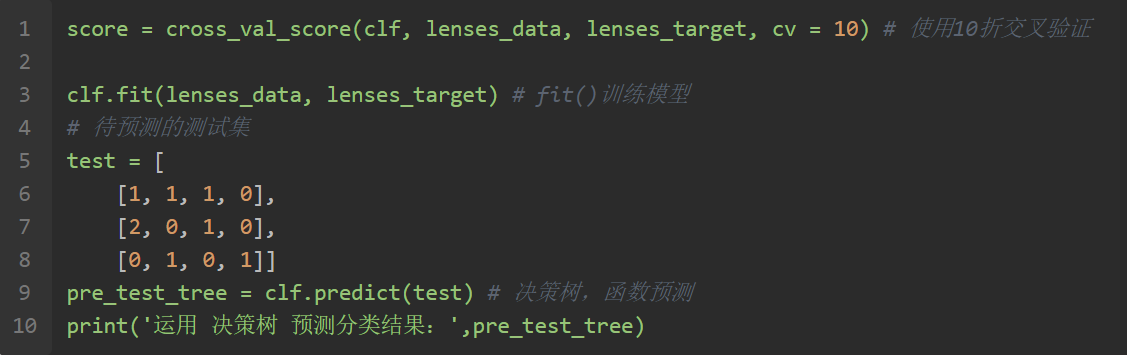 1 score = cross_val_score(clf, lenses_data, lenses_target, cv = 10) # 使用10折交叉验证
2
3 clf.fit(lenses_data, lenses_target) # fit()训练模型
4 # 待预测的测试集
5 test = [
6     [1, 1, 1, 0],
7     [2, 0, 1, 0],
8     [0, 1, 0, 1]]
9 pre_test_tree = clf.predict(test) # 决策树，函数预测
10 print('运用 决策树 预测分类结果：',pre_test_tree)